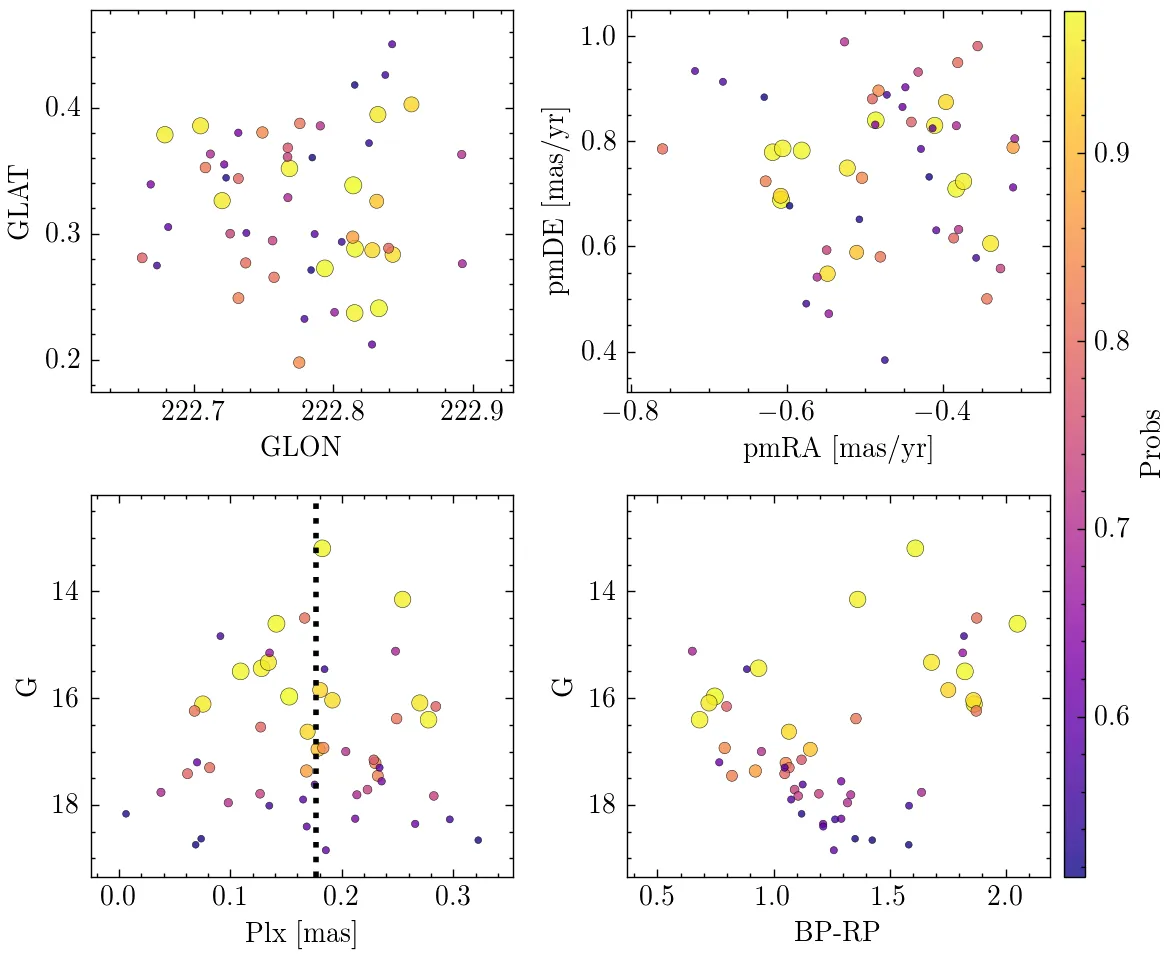 0.4
0.3
0.2
GLAT
222.7 222.8 222.9
GLON
1.0
0.8
0.6
0.4
pmDE [mas/yr]
−0.8 −0.6 −0.4
pmRA [mas/yr]
0.9
0.8
0.7
0.6
Probs
14
16
18
G
0.0 0.1 0.2 0.3
Plx [mas]
14
16
18
G
0.5 1.0 1.5 2.0
BP-RP